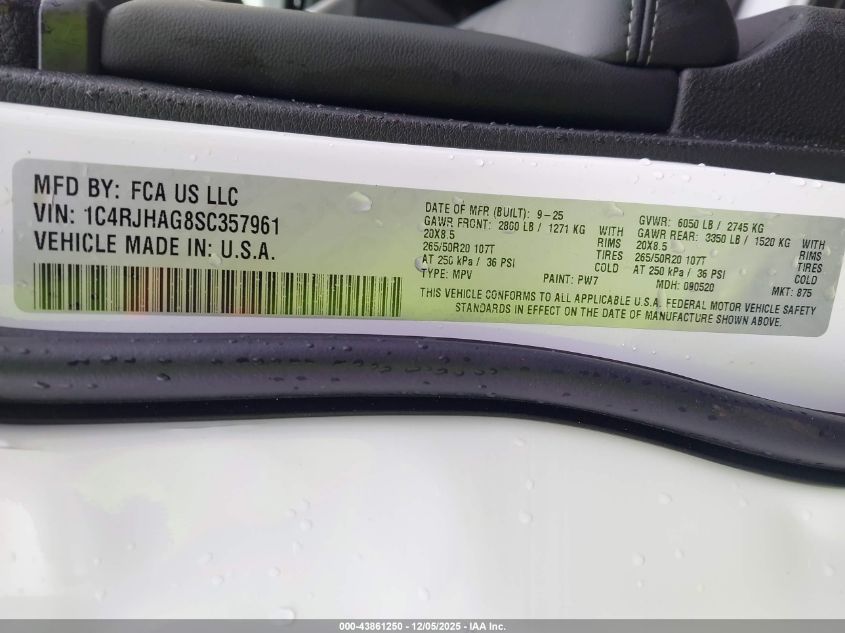 MFD BY: FCA US LLC
VIN: 1C4RJHAG8SC357961
VEHICLE MADE IN: U.S.A.
DATE OF MFR (BUILT): 9-25 GVWR: 6050 LB / 2745 KG
GAWR FRONT: 2800 LB / 1271 KG WITH GAWR REAR: 3350 LB / 1520 KG WITH
20X8.5 RIMS 20X8.5 RIMS
265/50R20 107T TIRES 265/50R20 107T TIRES
AT 250 kPa / 36 PSI COLD AT 250 kPa / 36 PSI COLD
TYPE: MPV PAINT: PW7 MDH: 090520 MKT: 875
THIS VEHICLE CONFORMS TO ALL APPLICABLE U.S.A. FEDERAL MOTOR VEHICLE SAFETY
STANDARDS IN EFFECT ON THE DATE OF MANUFACTURE SHOWN ABOVE.
000-43861250 - 12/05/2025 - IAA Inc.